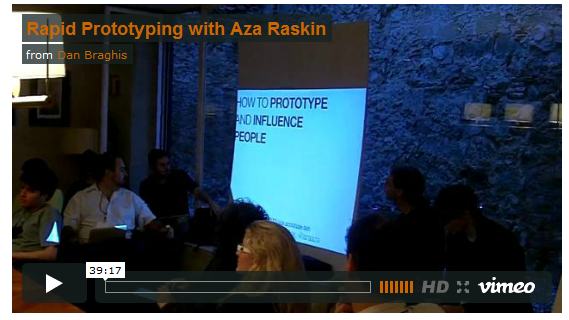 Rapid Prototyping with Aza Raskin
from Dan Braghis
HOW TO PROTOTYPE
AND INFLUENCE
PEOPLE
39:17
HD vimeo